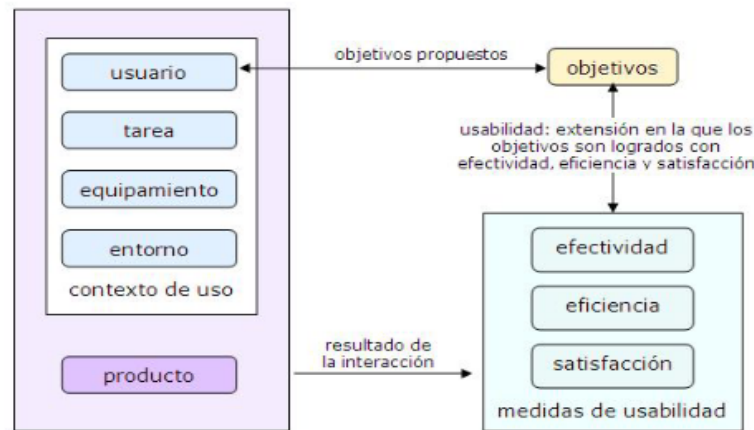 usuario
tarea
equipamiento
entorno
contexto de uso
producto
objetivos propuestos
objetivos
usabilidad: extensión en la que los
objetivos son logrados con
efectividad, eficiencia y satisfacción
resultado de
la interacción
efectividad
eficiencia
satisfacción
medidas de usabilidad